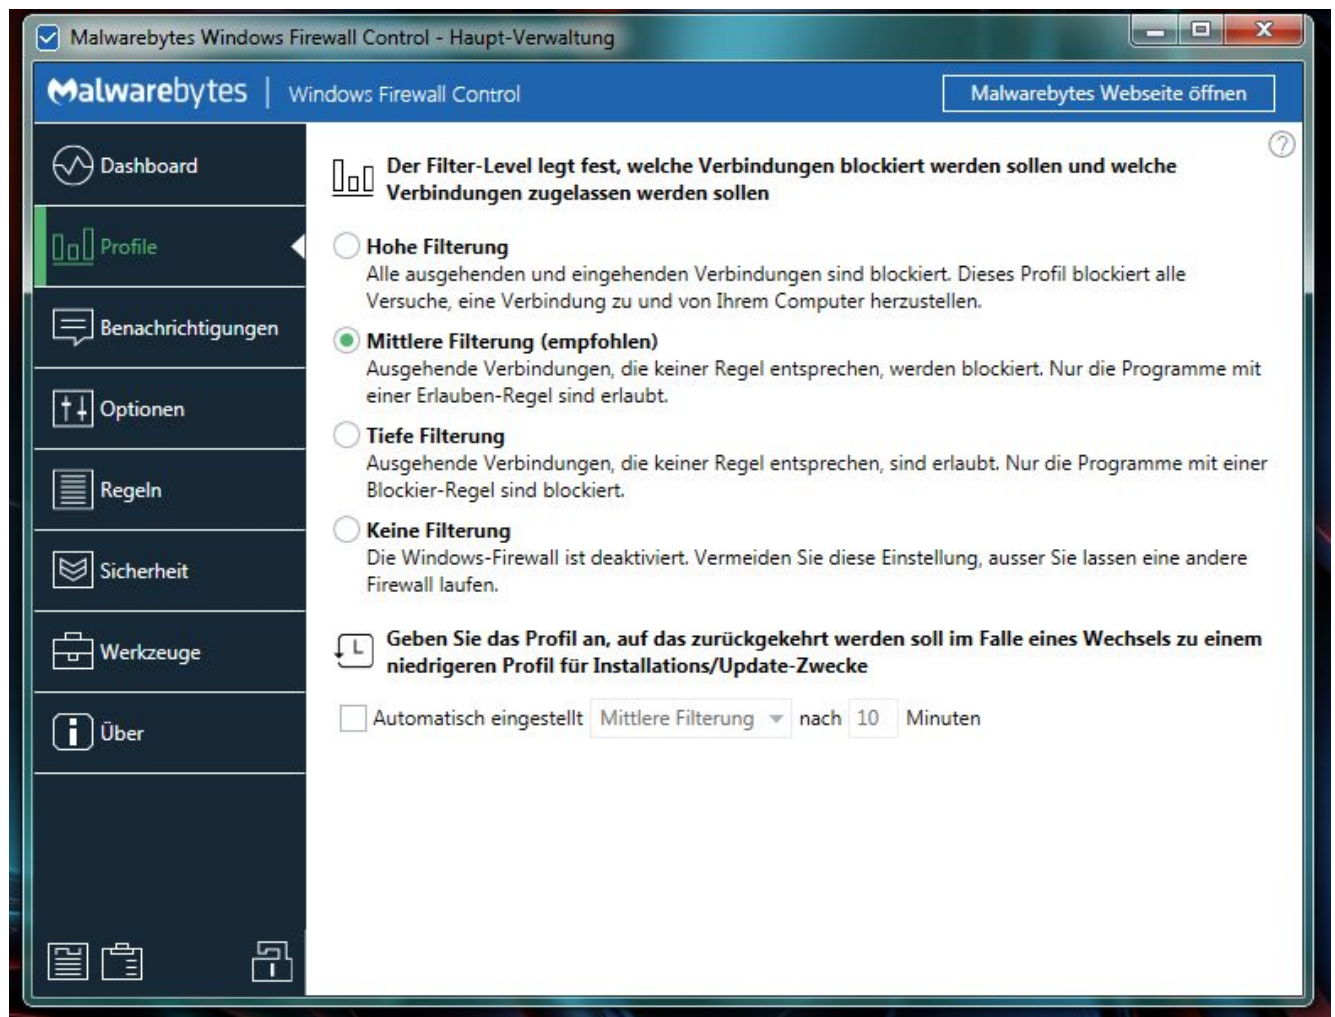 Malwarebytes Windows Firewall Control - Haupt-Verwaltung
Malwarebytes | Windows Firewall Control
Malwarebytes Webseite öffnen
Dashboard
Profile
Benachrichtigungen
Optionen
Regeln
Sicherheit
Werkzeuge
Über
Der Filter-Level legt fest, welche Verbindungen blockiert werden sollen und welche
Verbindungen zugelassen werden sollen
Hohe Filterung
Alle ausgehenden und eingehenden Verbindungen sind blockiert. Dieses Profil blockiert alle
Versuche, eine Verbindung zu und von Ihrem Computer herzustellen.
Mittlere Filterung (empfohlen)
Ausgehende Verbindungen, die keiner Regel entsprechen, werden blockiert. Nur die Programme mit
einer Erlauben-Regel sind erlaubt.
Tiefe Filterung
Ausgehende Verbindungen, die keiner Regel entsprechen, sind erlaubt. Nur die Programme mit einer
Blockier-Regel sind blockiert.
Keine Filterung
Die Windows-Firewall ist deaktiviert. Vermeiden Sie diese Einstellung, ausser Sie lassen eine andere
Firewall laufen.
Geben Sie das Profil an, auf das zurückgekehrt werden soll im Falle eines Wechsels zu einem
niedrigeren Profil für Installations/Update-Zwecke
Automatisch eingestellt Mittlere Filterung nach 10 Minuten